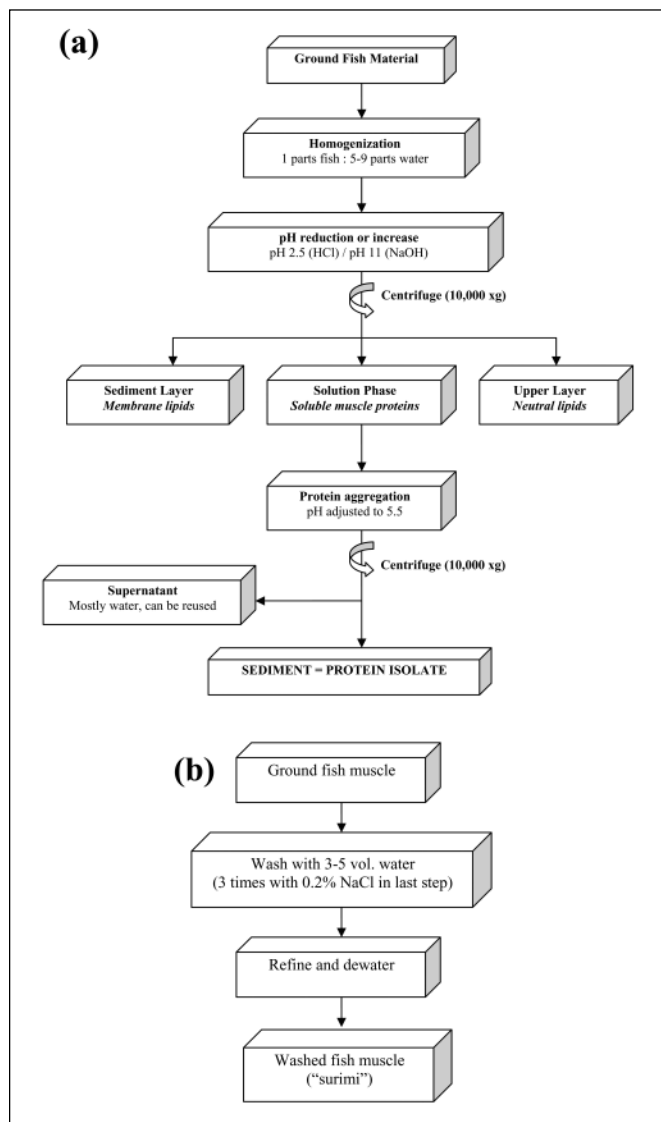 (a)
Ground Fish Material
Homogenization
1 parts fish : 5-9 parts water
pH reduction or increase
pH 2.5 (HCl) / pH 11 (NaOH)
Centrifuge (10,000 xg)
Sediment Layer
Membrane lipids
Solution Phase
Soluble muscle proteins
Upper Layer
Neutral lipids
Protein aggregation
pH adjusted to 5.5
Centrifuge (10,000 xg)
Supernatant
Mostly water, can be reused
SEDIMENT = PROTEIN ISOLATE
(b)
Ground fish muscle
Wash with 3-5 vol. water
(3 times with 0.2% NaCl in last step)
Refine and dewater
Washed fish muscle
(“surimi”)